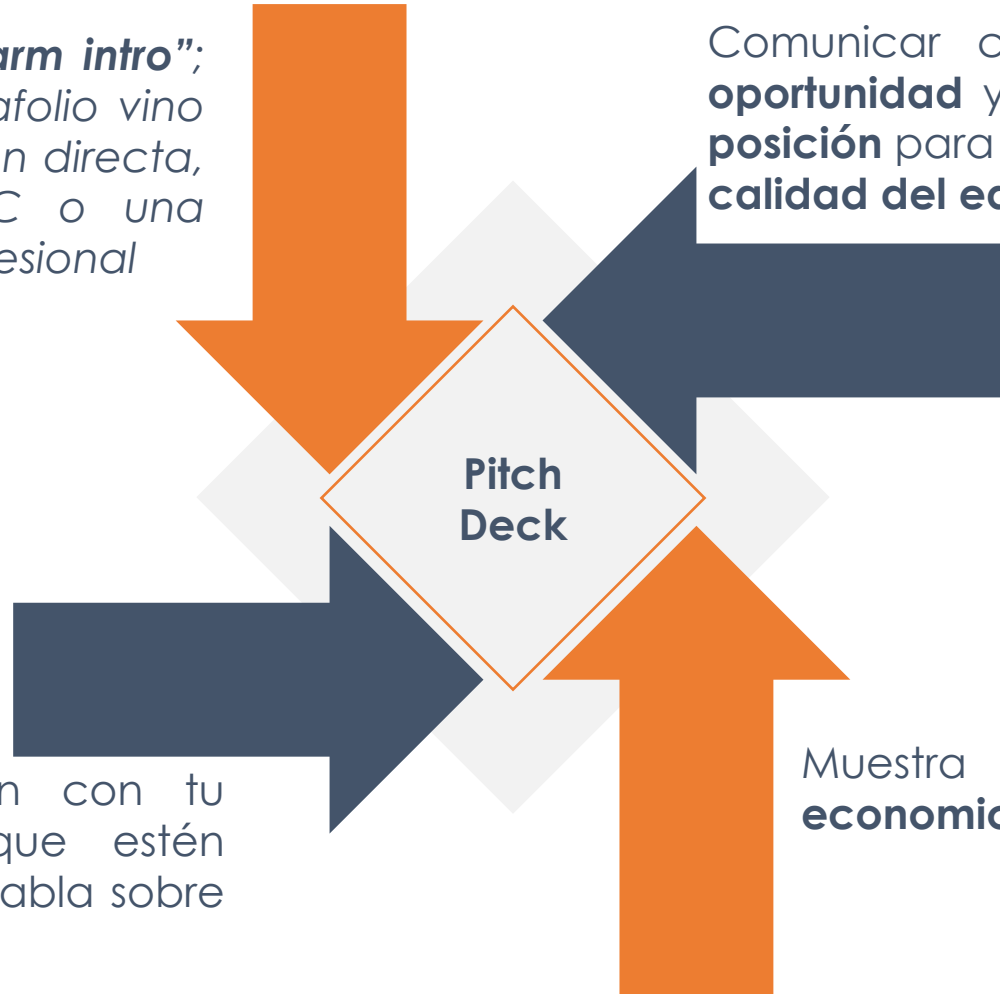 arm intro”;
afolio vino
n directa,
C o una
esional
Comunicar
oportunidad y
posición para
calidad del
Pitch
Deck
n con tu
que estén
abla sobre
Muestra
economic